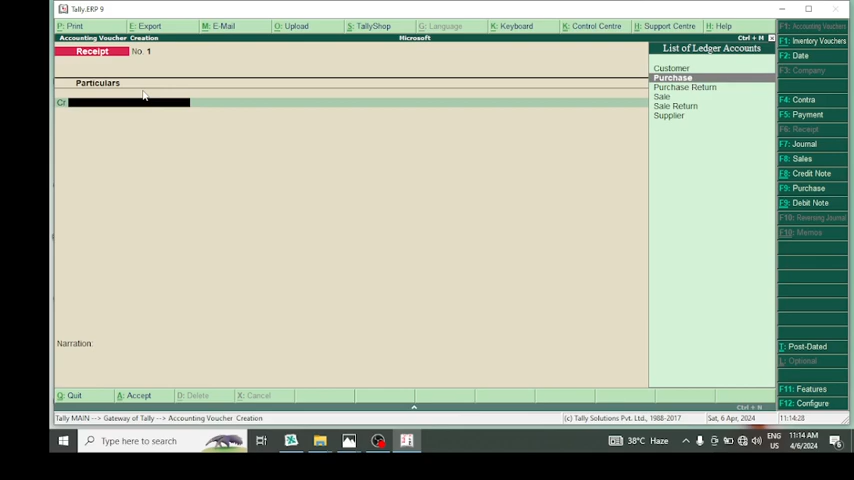 Tally.ERP 9
P: Print E: Export M: E-Mail O: Upload S: TallyShop G: Language K: Keyboard K: Control Centre H: Support Centre H: Help
Accounting Voucher Creation Microsoft Ctrl + M
Receipt No. 1
Particulars
Cr
Narration:
List of Ledger Accounts
Customer
Purchase
Purchase Return
Sale
Sale Return
Supplier
F1: Accounting Vouchers
F1: Inventory Vouchers
F2: Date
F3: Company
F4: Contra
F5: Payment
F6: Receipt
F7: Journal
F8: Sales
F8: Credit Note
F9: Purchase
F9: Debit Note
F10: Reversing Journal
F10: Memos
T: Post-Dated
L: Optional
F11: Features
F12: Configure
Q: Quit A: Accept D: Delete X: Cancel
Ctrl + N
Tally MAIN --> Gateway of Tally --> Accounting Voucher Creation (c) Tally Solutions Pvt. Ltd., 1988-2017 Sat, 6 Apr, 2024 11:14:28
Type here to search 38°C Haze ENG US 11:14 AM 4/6/2024 6